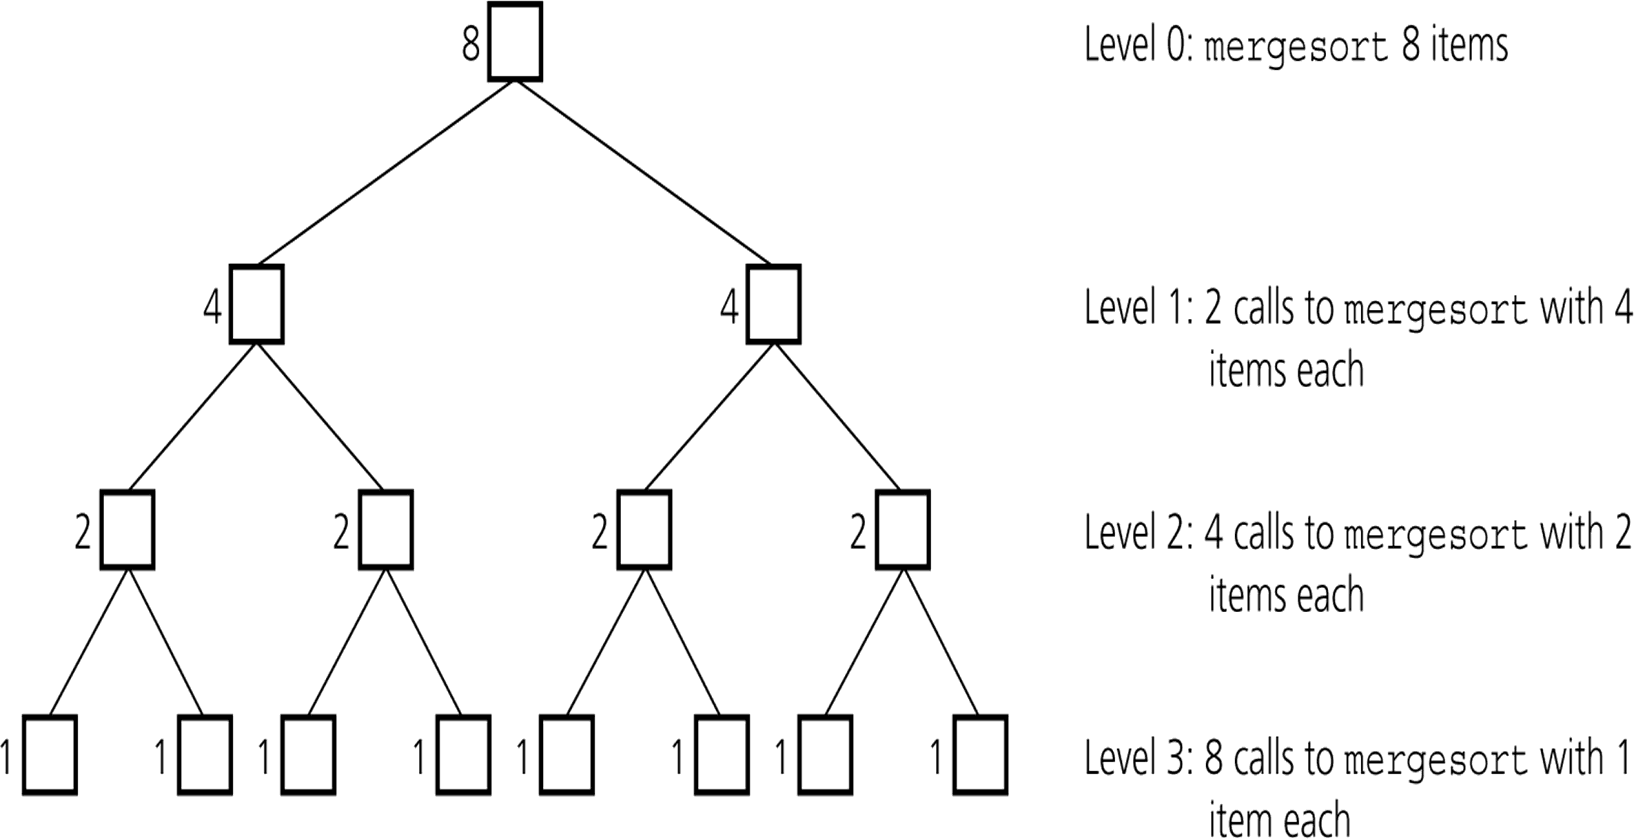 8
Level 0: mergesort 8 items
4 4
Level 1: 2 calls to mergesort with 4
items each
2 2 2 2
Level 2: 4 calls to mergesort with 2
items each
1 1 1 1 1 1 1 1
Level 3: 8 calls to mergesort with 1
item each